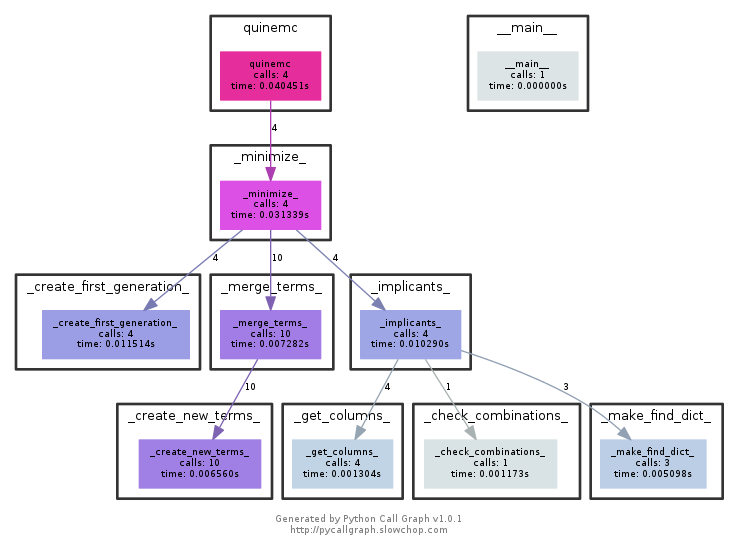 quinemc
__main__
quinemc
calls: 4
time: 0.040451s
__main__
calls: 1
time: 0.000000s
4
_minimize_
_minimize_
calls: 4
time: 0.031339s
4
10
4
_create_first_generation_
_merge_terms_
_implicants_
_create_first_generation_
calls: 4
time: 0.011514s
_merge_terms_
calls: 10
time: 0.007282s
_implicants_
calls: 4
time: 0.010290s
10
4
1
3
_create_new_terms_
_get_columns_
_check_combinations_
_make_find_dict_
_create_new_terms_
calls: 10
time: 0.006560s
_get_columns_
calls: 4
time: 0.001304s
_check_combinations_
calls: 1
time: 0.001173s
_make_find_dict_
calls: 3
time: 0.005098s
Generated by Python Call Graph v1.0.1
http://pycallgraph.slowchop.com